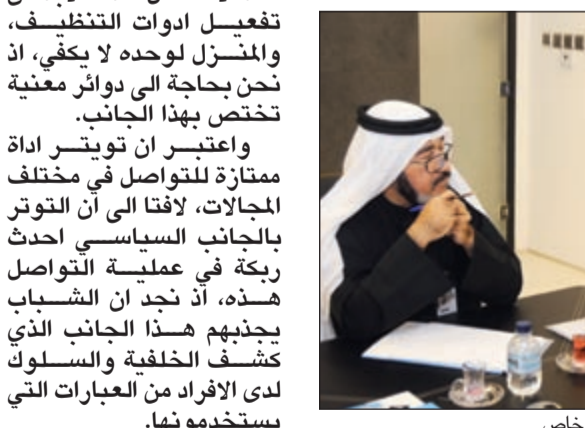 تفعيل ادوات التنظيف،
والمنزل لوحده لا يكفي، اذ
نحن بحاجة الى دوائر معنية
تختص بهذا الجانب.
واعتبر ان تويتر اداة
ممتازة للتواصل في مختلف
المجالات، لافتا الى ان التوتر
بالجانب السياسي احدث
ربكة في عملية التواصل
هذه، اذ نجد ان الشباب
يجذبهم هذا الجانب الذي
كشف الخلفية والسلوك
لدى الافراد من العبارات التي
يستخدمونها.
خاص